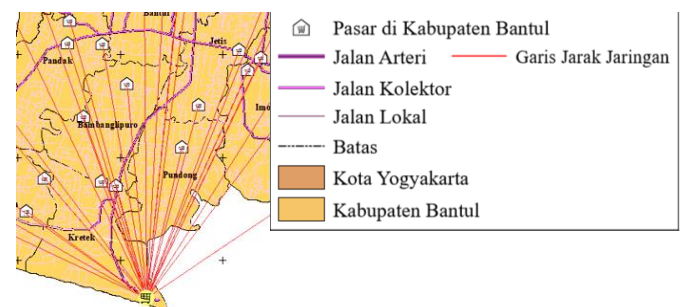 Bantul
Jetis
Pandak
Imo
Bambanglipuro
Pundong
Kretek
Pasar di Kabupaten Bantul
Jalan Arteri
Garis Jarak Jaringan
Jalan Kolektor
Jalan Lokal
Batas
Kota Yogyakarta
Kabupaten Bantul